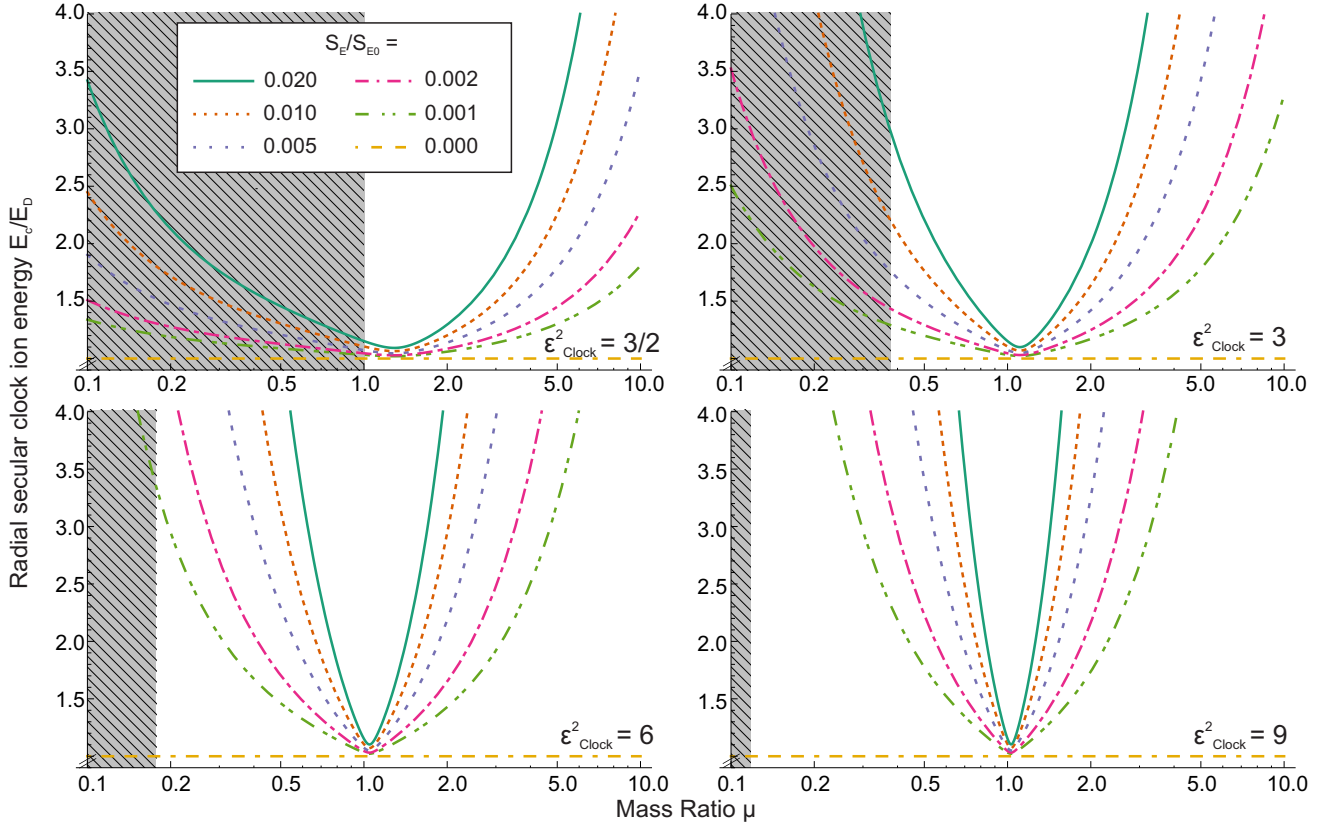 Radial secular clock ion energy E_c/E_D
4.0
3.5
3.0
2.5
2.0
1.5
S_E/S_E0 =
0.020
0.010
0.005
0.002
0.001
0.000
ε²_Clock = 3/2
0.1 0.2 0.5 1.0 2.0 5.0 10.0
4.0
3.5
3.0
2.5
2.0
1.5
ε²_Clock = 3
0.1 0.2 0.5 1.0 2.0 5.0 10.0
4.0
3.5
3.0
2.5
2.0
1.5
ε²_Clock = 6
0.1 0.2 0.5 1.0 2.0 5.0 10.0
4.0
3.5
3.0
2.5
2.0
1.5
ε²_Clock = 9
0.1 0.2 0.5 1.0 2.0 5.0 10.0
Mass Ratio μ